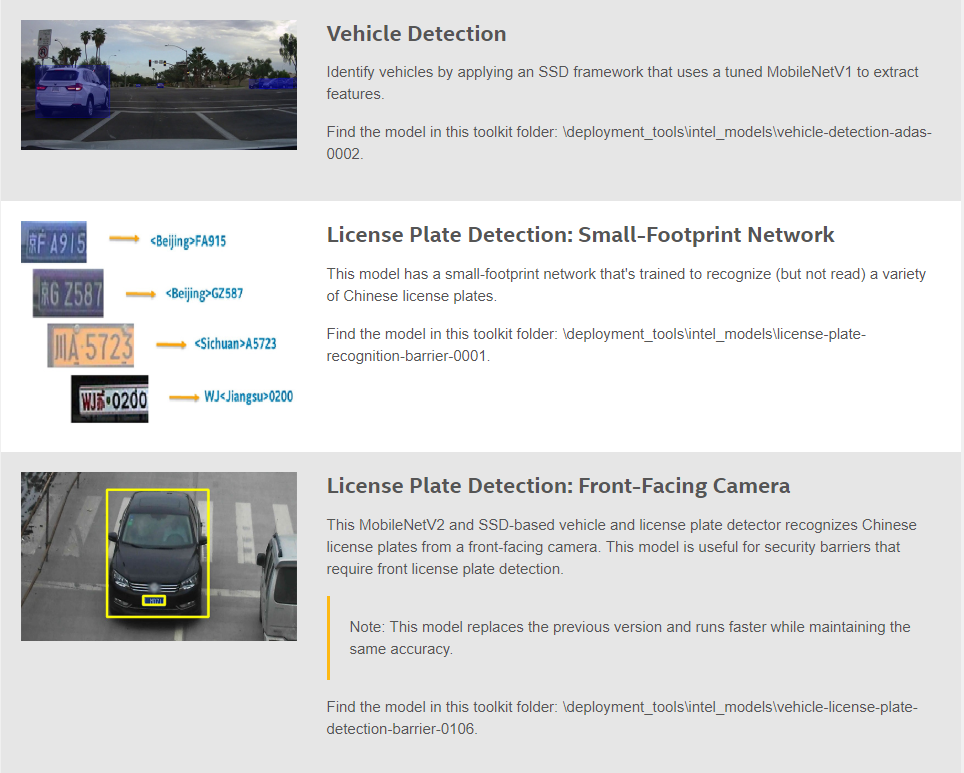 Vehicle Detection
Identify vehicles by applying an SSD framework that uses a tuned MobileNetV1 to extract
features.
Find the model in this toolkit folder: \deployment_tools\intel_models\vehicle-detection-adas-
0002.
京F A915
<Beijing>FA915
京G Z587
<Beijing>GZ587
川A·5723
<Sichuan>A5723
WJ苏·0200
WJ<Jiangsu>0200
License Plate Detection: Small-Footprint Network
This model has a small-footprint network that's trained to recognize (but not read) a variety
of Chinese license plates.
Find the model in this toolkit folder: \deployment_tools\intel_models\license-plate-
recognition-barrier-0001.
License Plate Detection: Front-Facing Camera
This MobileNetV2 and SSD-based vehicle and license plate detector recognizes Chinese
license plates from a front-facing camera. This model is useful for security barriers that
require front license plate detection.
Note: This model replaces the previous version and runs faster while maintaining the
same accuracy.
Find the model in this toolkit folder: \deployment_tools\intel_models\vehicle-license-plate-
detection-barrier-0106.